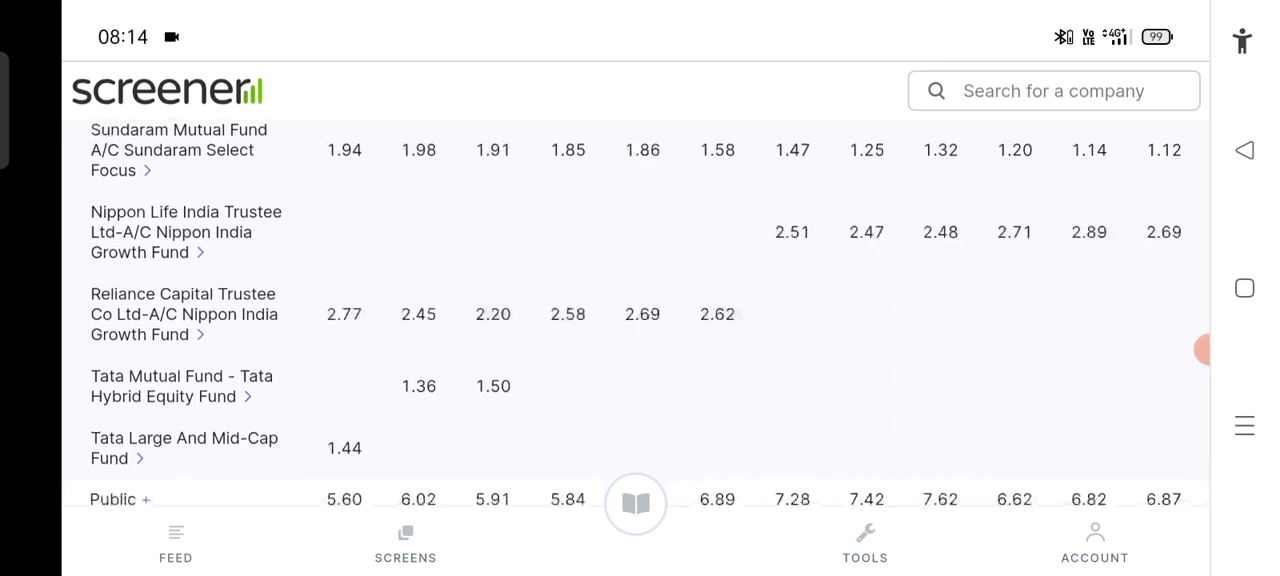 08:14
Vo LTE 4G+ 99
screener
Search for a company
Sundaram Mutual Fund
A/C Sundaram Select 1.94 1.98 1.91 1.85 1.86 1.58 1.47 1.25 1.32 1.20 1.14 1.12
Focus >
Nippon Life India Trustee
Ltd-A/C Nippon India 2.51 2.47 2.48 2.71 2.89 2.69
Growth Fund >
Reliance Capital Trustee
Co Ltd-A/C Nippon India 2.77 2.45 2.20 2.58 2.69 2.62
Growth Fund >
Tata Mutual Fund - Tata 1.36 1.50
Hybrid Equity Fund >
Tata Large And Mid-Cap 1.44
Fund >
Public + 5.60 6.02 5.91 5.84 6.89 7.28 7.42 7.62 6.62 6.82 6.87
FEED SCREENS TOOLS ACCOUNT